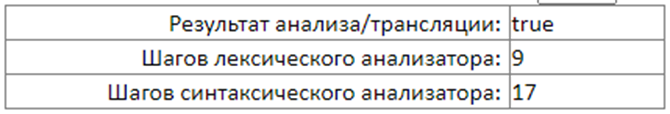 Результат анализа/трансляции: true
Шагов лексического анализатора: 9
Шагов синтаксического анализатора: 17